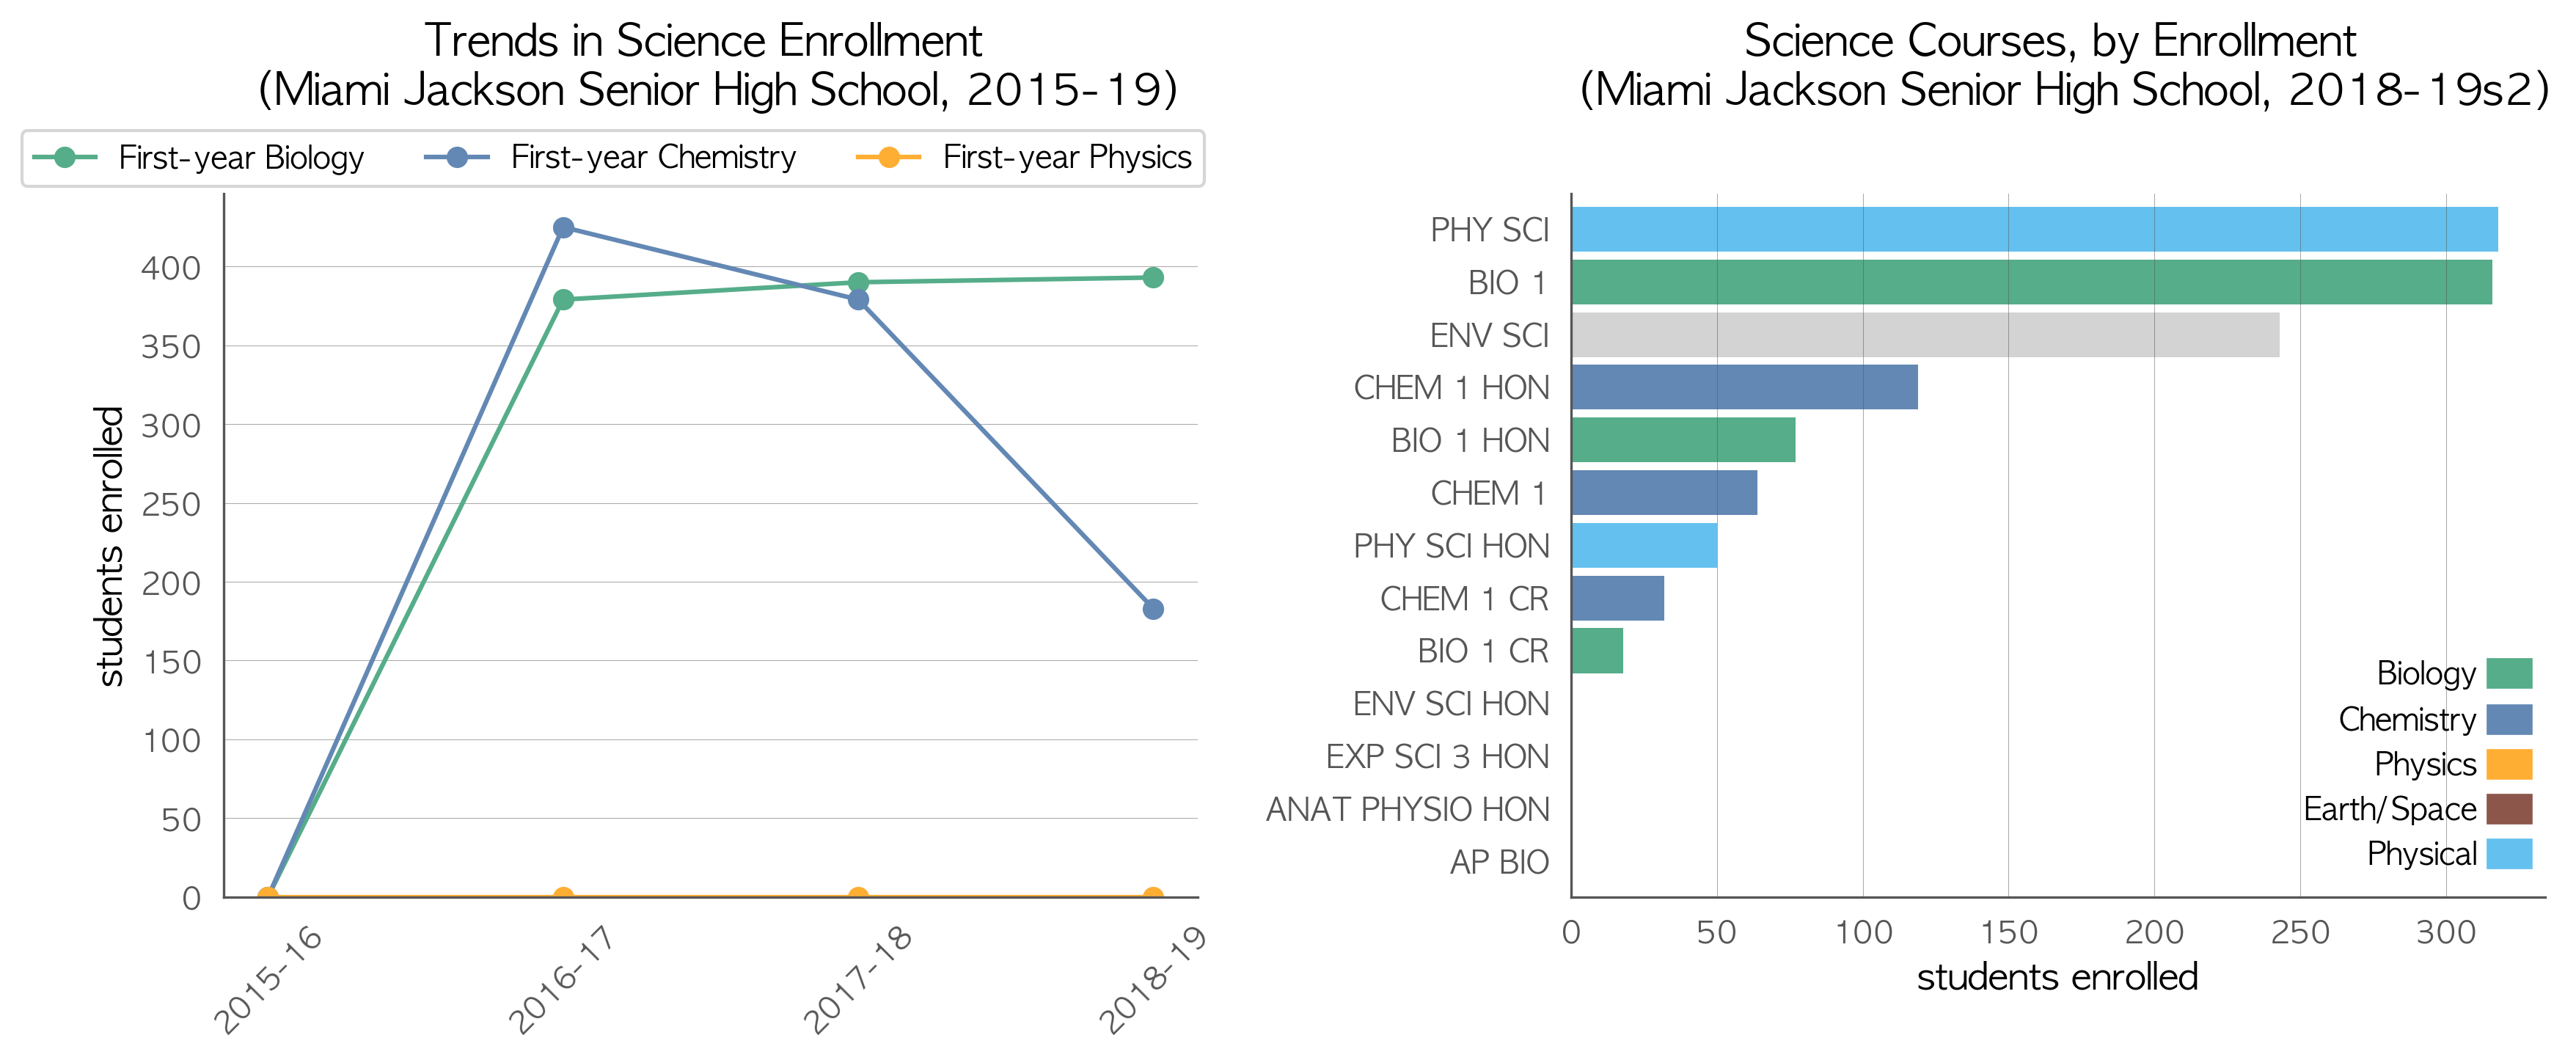 Trends in Science Enrollment
(Miami Jackson Senior High School, 2015-19)
First-year Biology
First-year Chemistry
First-year Physics
students enrolled
400
350
300
250
200
150
100
50
0
2015-16
2016-17
2017-18
2018-19
Science Courses, by Enrollment
(Miami Jackson Senior High School, 2018-19s2)
PHY SCI
BIO 1
ENV SCI
CHEM 1 HON
BIO 1 HON
CHEM 1
PHY SCI HON
CHEM 1 CR
BIO 1 CR
ENV SCI HON
EXP SCI 3 HON
ANAT PHYSIO HON
AP BIO
Biology
Chemistry
Physics
Earth/Space
Physical
0 50 100 150 200 250 300
students enrolled